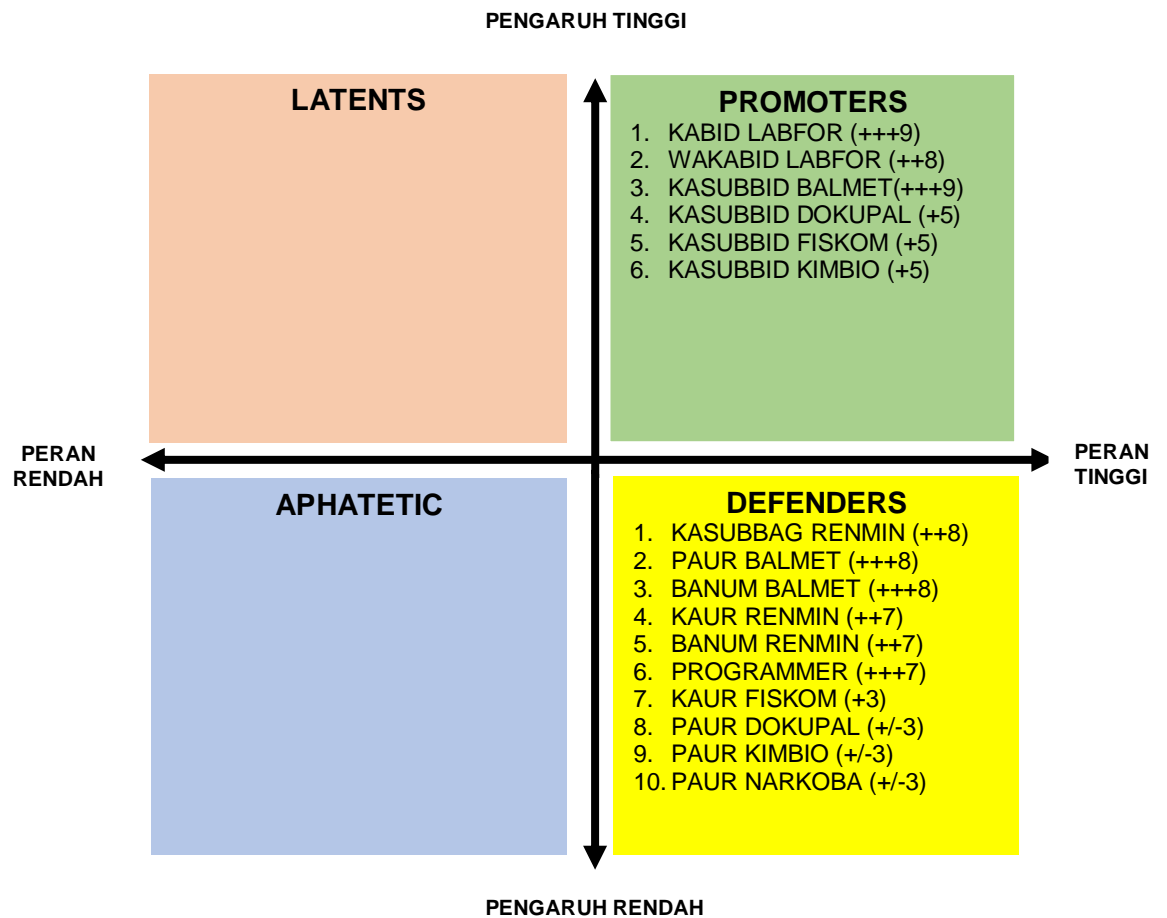 PENGARUH TINGGI
LATENTS
PROMOTERS
1. KABID LABFOR (+++9)
2. WAKABID LABFOR (++8)
3. KASUBBID BALMET(+++9)
4. KASUBBID DOKUPAL (+5)
5. KASUBBID FISKOM (+5)
6. KASUBBID KIMBIO (+5)
PERAN
RENDAH
PERAN
TINGGI
APHATETIC
DEFENDERS
1. KASUBBAG RENMIN (++8)
2. PAUR BALMET (+++8)
3. BANUM BALMET (+++8)
4. KAUR RENMIN (++7)
5. BANUM RENMIN (++7)
6. PROGRAMMER (+++7)
7. KAUR FISKOM (+3)
8. PAUR DOKUPAL (+/-3)
9. PAUR KIMBIO (+/-3)
10. PAUR NARKOBA (+/-3)
PENGARUH RENDAH